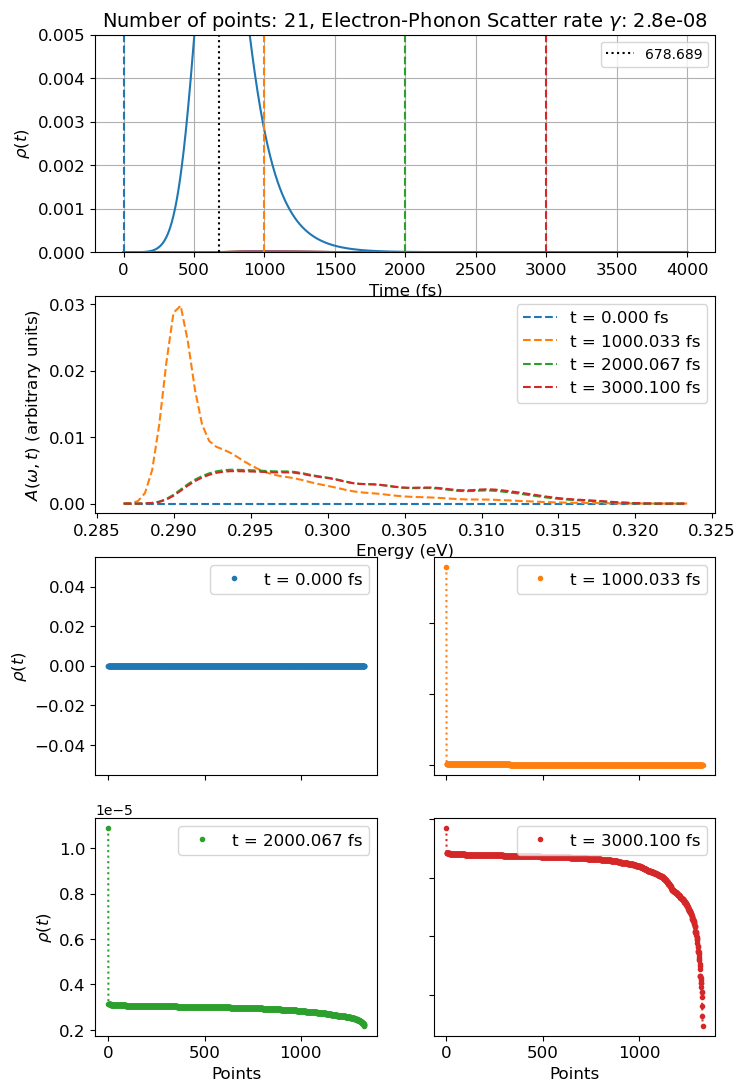 Number of points: 21, Electron-Phonon Scatter rate γ: 2.8e-08
0.005
0.004
0.003
0.002
0.001
0.000
ρ(t)
678.689
0 500 1000 1500 2000 2500 3000 3500 4000
Time (fs)
0.03
0.02
0.01
0.00
A(ω, t) (arbitrary units)
t = 0.000 fs
t = 1000.033 fs
t = 2000.067 fs
t = 3000.100 fs
0.285 0.290 0.295 0.300 0.305 0.310 0.315 0.320 0.325
Energy (eV)
0.04
0.02
0.00
−0.02
−0.04
ρ(t)
t = 0.000 fs
t = 1000.033 fs
1e−5
1.0
0.8
0.6
0.4
0.2
ρ(t)
t = 2000.067 fs
0 500 1000
Points
t = 3000.100 fs
0 500 1000
Points